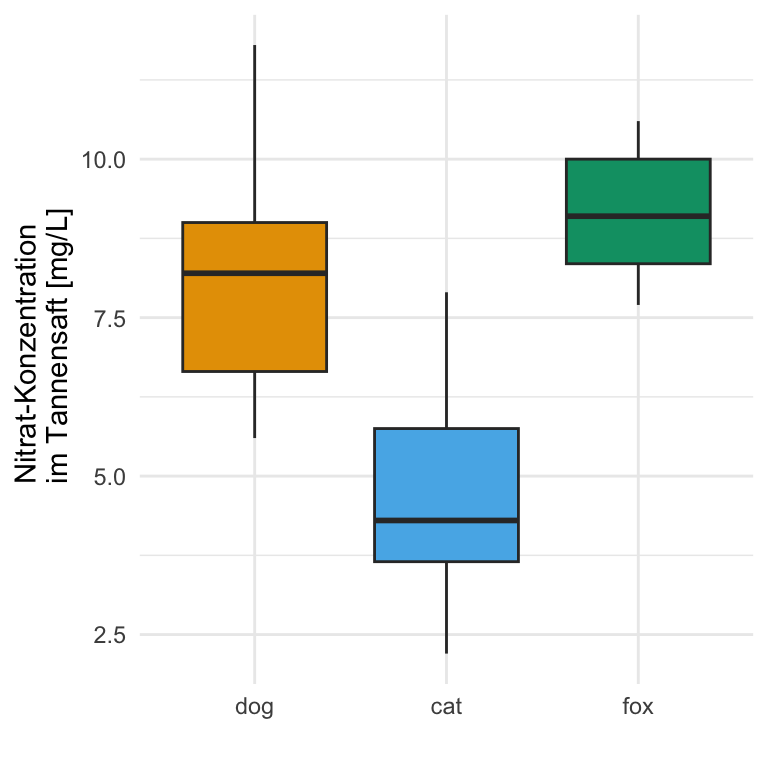 Nitrat-Konzentration
im Tannensaft [mg/L]
10.0
7.5
5.0
2.5
dog
cat
fox